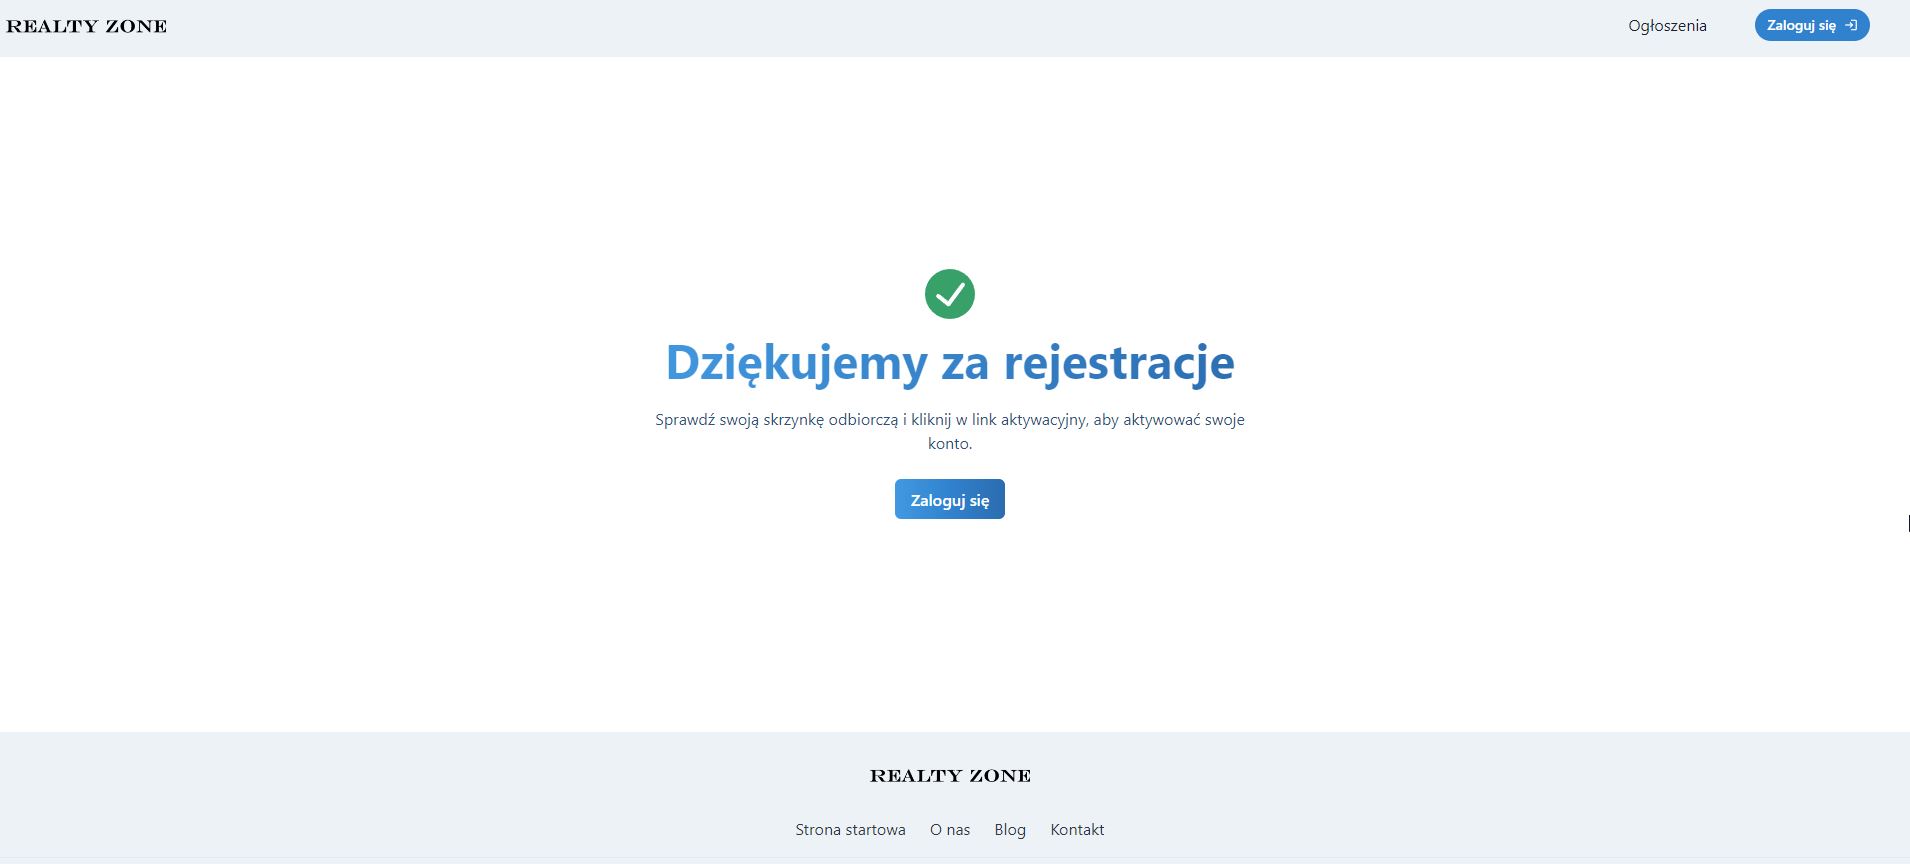 REALTY ZONE
Ogłoszenia
Zaloguj się
Dziękujemy za rejestracje
Sprawdź swoją skrzynkę odbiorczą i kliknij w link aktywacyjny, aby aktywować swoje
konto.
Zaloguj się
REALTY ZONE
Strona startowa O nas Blog Kontakt